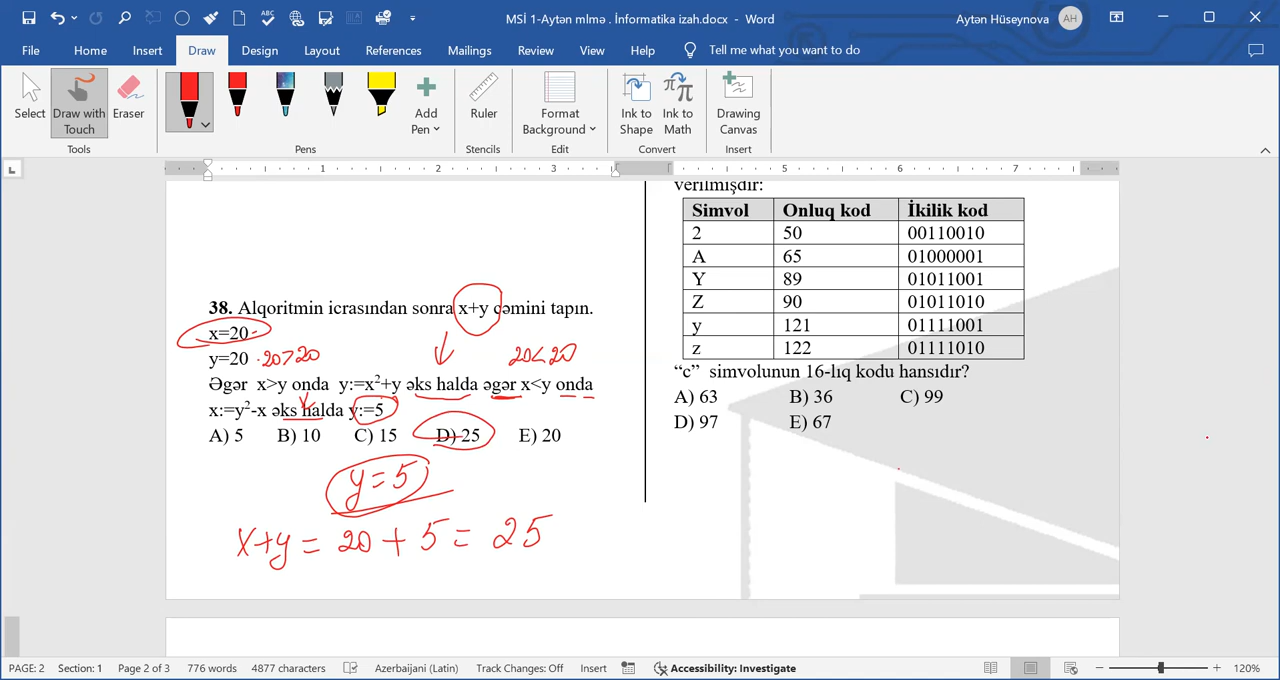 MSİ 1-Aytən mlmə . İnformatika izah.docx - Word
Aytən Hüseynova
AH
File Home Insert Draw Design Layout References Mailings Review View Help Tell me what you want to do
Select
Draw with Touch
Eraser
Add Pen
Ruler
Format Background
Ink to Shape
Ink to Math
Drawing Canvas
Tools Pens Stencils Edit Convert Insert
1 2 3 5 6 7
38. Alqoritmin icrasından sonra x+y cəmini tapın.
x=20
y=20 20>20 20<20
Əgər x>y onda y:=x²+y əks halda əgər x<y onda
x:=y²-x əks halda y:=5
A) 5 B) 10 C) 15 D) 25 E) 20
y=5
x+y = 20 + 5 = 25
verilmişdir:
Simvol Onluq kod İkilik kod
2 50 00110010
A 65 01000001
Y 89 01011001
Z 90 01011010
y 121 01111001
z 122 01111010
“c” simvolunun 16-lıq kodu hansıdır?
A) 63 B) 36 C) 99
D) 97 E) 67
PAGE: 2 Section: 1 Page 2 of 3 776 words 4877 characters Azerbaijani (Latin) Track Changes: Off Insert Accessibility: Investigate 120%